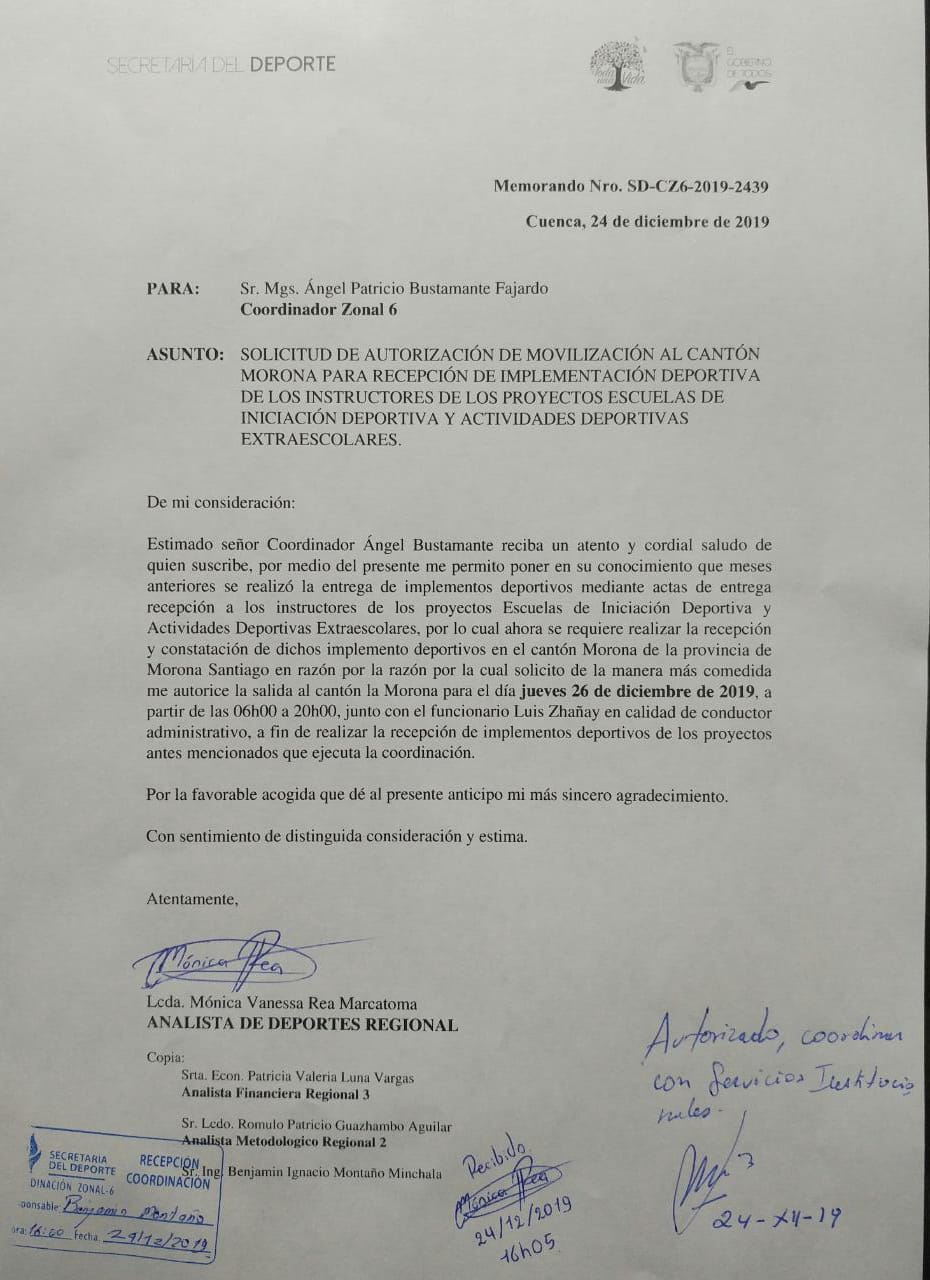 SECRETARÍA DEL DEPORTE
Toda una Vida
EL GOBIERNO DE TODOS
Memorando Nro. SD-CZ6-2019-2439
Cuenca, 24 de diciembre de 2019
PARA: Sr. Mgs. Ángel Patricio Bustamante Fajardo
Coordinador Zonal 6
ASUNTO: SOLICITUD DE AUTORIZACIÓN DE MOVILIZACIÓN AL CANTÓN
MORONA PARA RECEPCIÓN DE IMPLEMENTACIÓN DEPORTIVA
DE LOS INSTRUCTORES DE LOS PROYECTOS ESCUELAS DE
INICIACIÓN DEPORTIVA Y ACTIVIDADES DEPORTIVAS
EXTRAESCOLARES.
De mi consideración:
Estimado señor Coordinador Ángel Bustamante reciba un atento y cordial saludo de
quien suscribe, por medio del presente me permito poner en su conocimiento que meses
anteriores se realizó la entrega de implementos deportivos mediante actas de entrega
recepción a los instructores de los proyectos Escuelas de Iniciación Deportiva y
Actividades Deportivas Extraescolares, por lo cual ahora se requiere realizar la recepción
y constatación de dichos implemento deportivos en el cantón Morona de la provincia de
Morona Santiago en razón por la razón por la cual solicito de la manera más comedida
me autorice la salida al cantón la Morona para el día jueves 26 de diciembre de 2019, a
partir de las 06h00 a 20h00, junto con el funcionario Luis Zhañay en calidad de conductor
administrativo, a fin de realizar la recepción de implementos deportivos de los proyectos
antes mencionados que ejecuta la coordinación.
Por la favorable acogida que dé al presente anticipo mi más sincero agradecimiento.
Con sentimiento de distinguida consideración y estima.
Atentamente,
Mónica Rea
Lcda. Mónica Vanessa Rea Marcatoma
ANALISTA DE DEPORTES REGIONAL
Copia:
Srta. Econ. Patricia Valeria Luna Vargas
Analista Financiera Regional 3
Sr. Lcdo. Romulo Patricio Guazhambo Aguilar
Analista Metodologico Regional 2
Sr. Ing. Benjamin Ignacio Montaño Minchala
Autorizado, coordinar
con Servicios Institucio
nales.
24-XII-19
Recibido
Mónica Rea
24/12/2019
16h05
SECRETARIA DEL DEPORTE
RECEPCIÓN COORDINACIÓN
DINACIÓN ZONAL-6
ponsable: Benjamin Montaño
ora: 16:00 Fecha. 24/12/2019